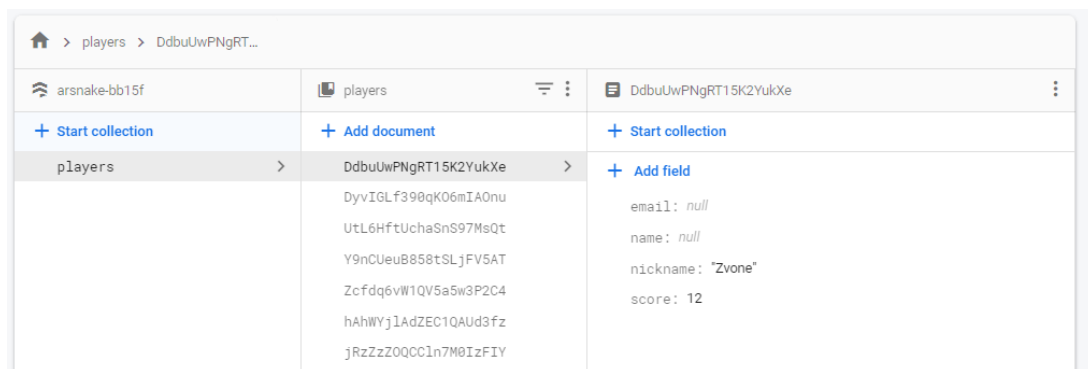 players > DdbuUwPNgRT...
arsnake-bb15f
+ Start collection
players
players
+ Add document
DdbuUwPNgRT15K2YukXe
DyvIGLf390qKO6mIAOnu
UtL6HftUchaSnS97MsQt
Y9nCUeuB858tSLjFV5AT
Zcfdq6vW1QV5a5w3P2C4
hAhWYjlAdZEC1QAUd3fz
jRzZzZOQCCln7M0IzFIY
DdbuUwPNgRT15K2YukXe
+ Start collection
+ Add field
email: null
name: null
nickname: "Zvone"
score: 12